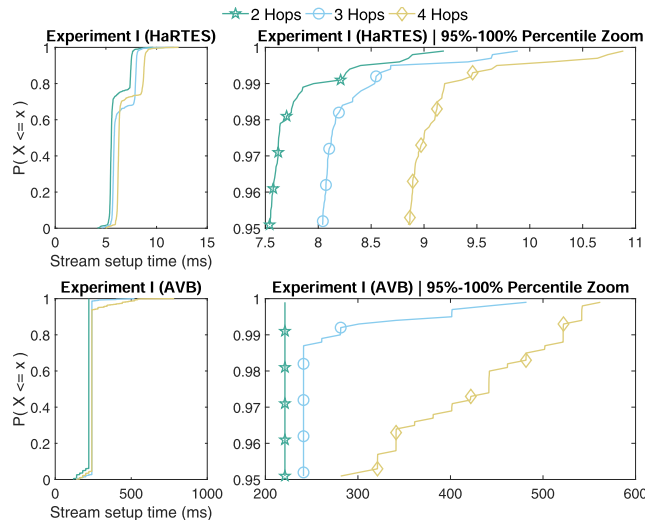 2 Hops 3 Hops 4 Hops
Experiment I (HaRTES)
Experiment I (HaRTES) | 95%-100% Percentile Zoom
P( X <= x )
1
0.8
0.6
0.4
0.2
0
0 5 10 15
Stream setup time (ms)
1
0.99
0.98
0.97
0.96
0.95
7.5 8 8.5 9 9.5 10 10.5 11
Experiment I (AVB)
Experiment I (AVB) | 95%-100% Percentile Zoom
P( X <= x )
1
0.8
0.6
0.4
0.2
0
0 500 1000
Stream setup time (ms)
1
0.99
0.98
0.97
0.96
0.95
200 300 400 500 600